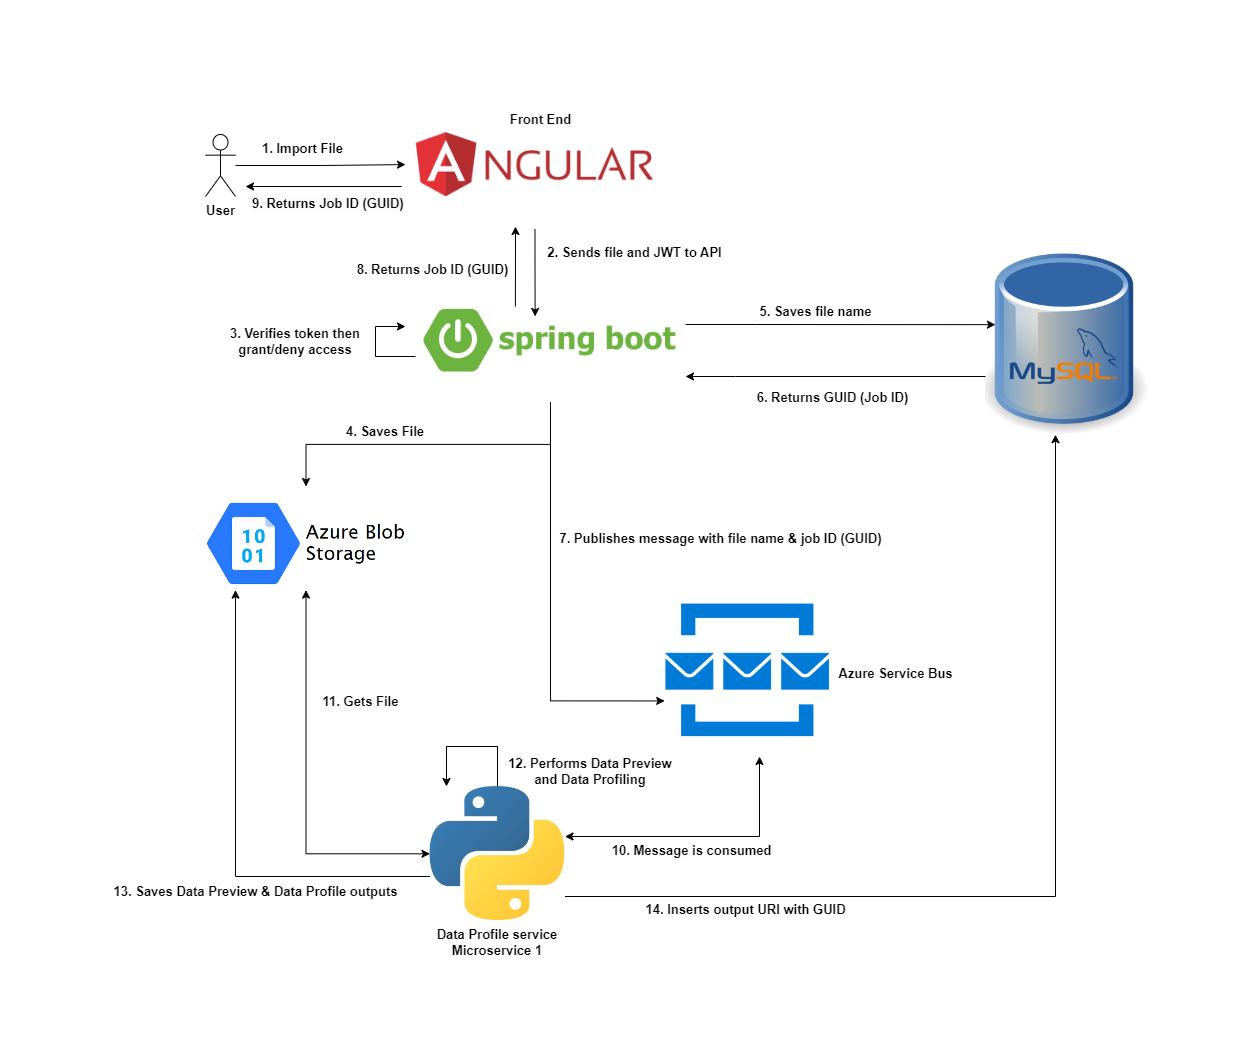 Front End
1. Import File
ANGULAR
9. Returns Job ID (GUID)
User
2. Sends file and JWT to API
8. Returns Job ID (GUID)
3. Verifies token then
grant/deny access
spring boot
5. Saves file name
MySQL
6. Returns GUID (Job ID)
4. Saves File
10
01
Azure Blob
Storage
7. Publishes message with file name & job ID (GUID)
Azure Service Bus
11. Gets File
12. Performs Data Preview
and Data Profiling
10. Message is consumed
13. Saves Data Preview & Data Profile outputs
14. Inserts output URI with GUID
Data Profile service
Microservice 1